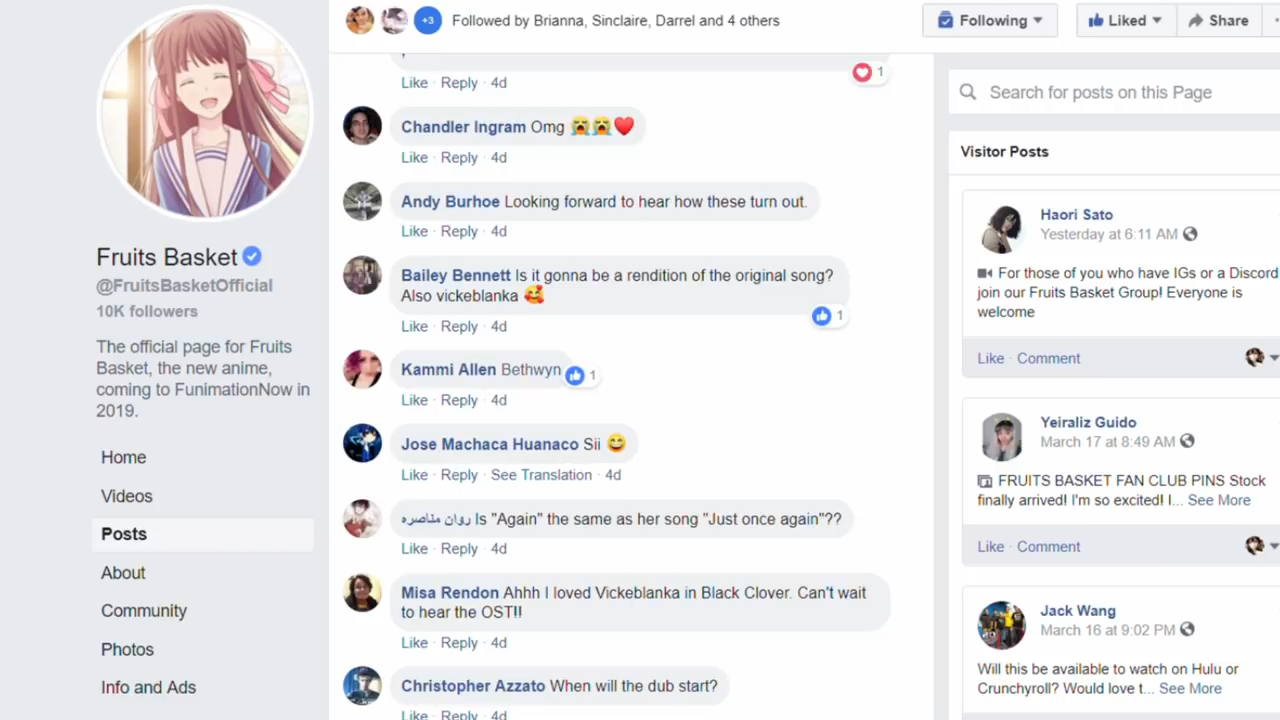 +3 Followed by Brianna, Sinclaire, Darrel and 4 others
Following
Liked
Share
Fruits Basket
@FruitsBasketOfficial
10K followers
The official page for Fruits
Basket, the new anime,
coming to FunimationNow in
2019.
Home
Videos
Posts
About
Community
Photos
Info and Ads
1
Like · Reply · 4d
Chandler Ingram Omg 😭😭❤️
Like · Reply · 4d
Andy Burhoe Looking forward to hear how these turn out.
Like · Reply · 4d
Bailey Bennett Is it gonna be a rendition of the original song?
Also vickeblanka 🥰
1
Like · Reply · 4d
Kammi Allen Bethwyn
1
Like · Reply · 4d
Jose Machaca Huanaco Sii 😄
Like · Reply · See Translation · 4d
روان مناصره Is "Again" the same as her song "Just once again"??
Like · Reply · 4d
Misa Rendon Ahhh I loved Vickeblanka in Black Clover. Can't wait
to hear the OST!!
Like · Reply · 4d
Christopher Azzato When will the dub start?
Like · Reply · 4d
Search for posts on this Page
Visitor Posts
Haori Sato
Yesterday at 6:11 AM
For those of you who have IGs or a Discord
join our Fruits Basket Group! Everyone is
welcome
Like · Comment
Yeiraliz Guido
March 17 at 8:49 AM
FRUITS BASKET FAN CLUB PINS Stock
finally arrived! I'm so excited! I... See More
Like · Comment
Jack Wang
March 16 at 9:02 PM
Will this be available to watch on Hulu or
Crunchyroll? Would love t... See More